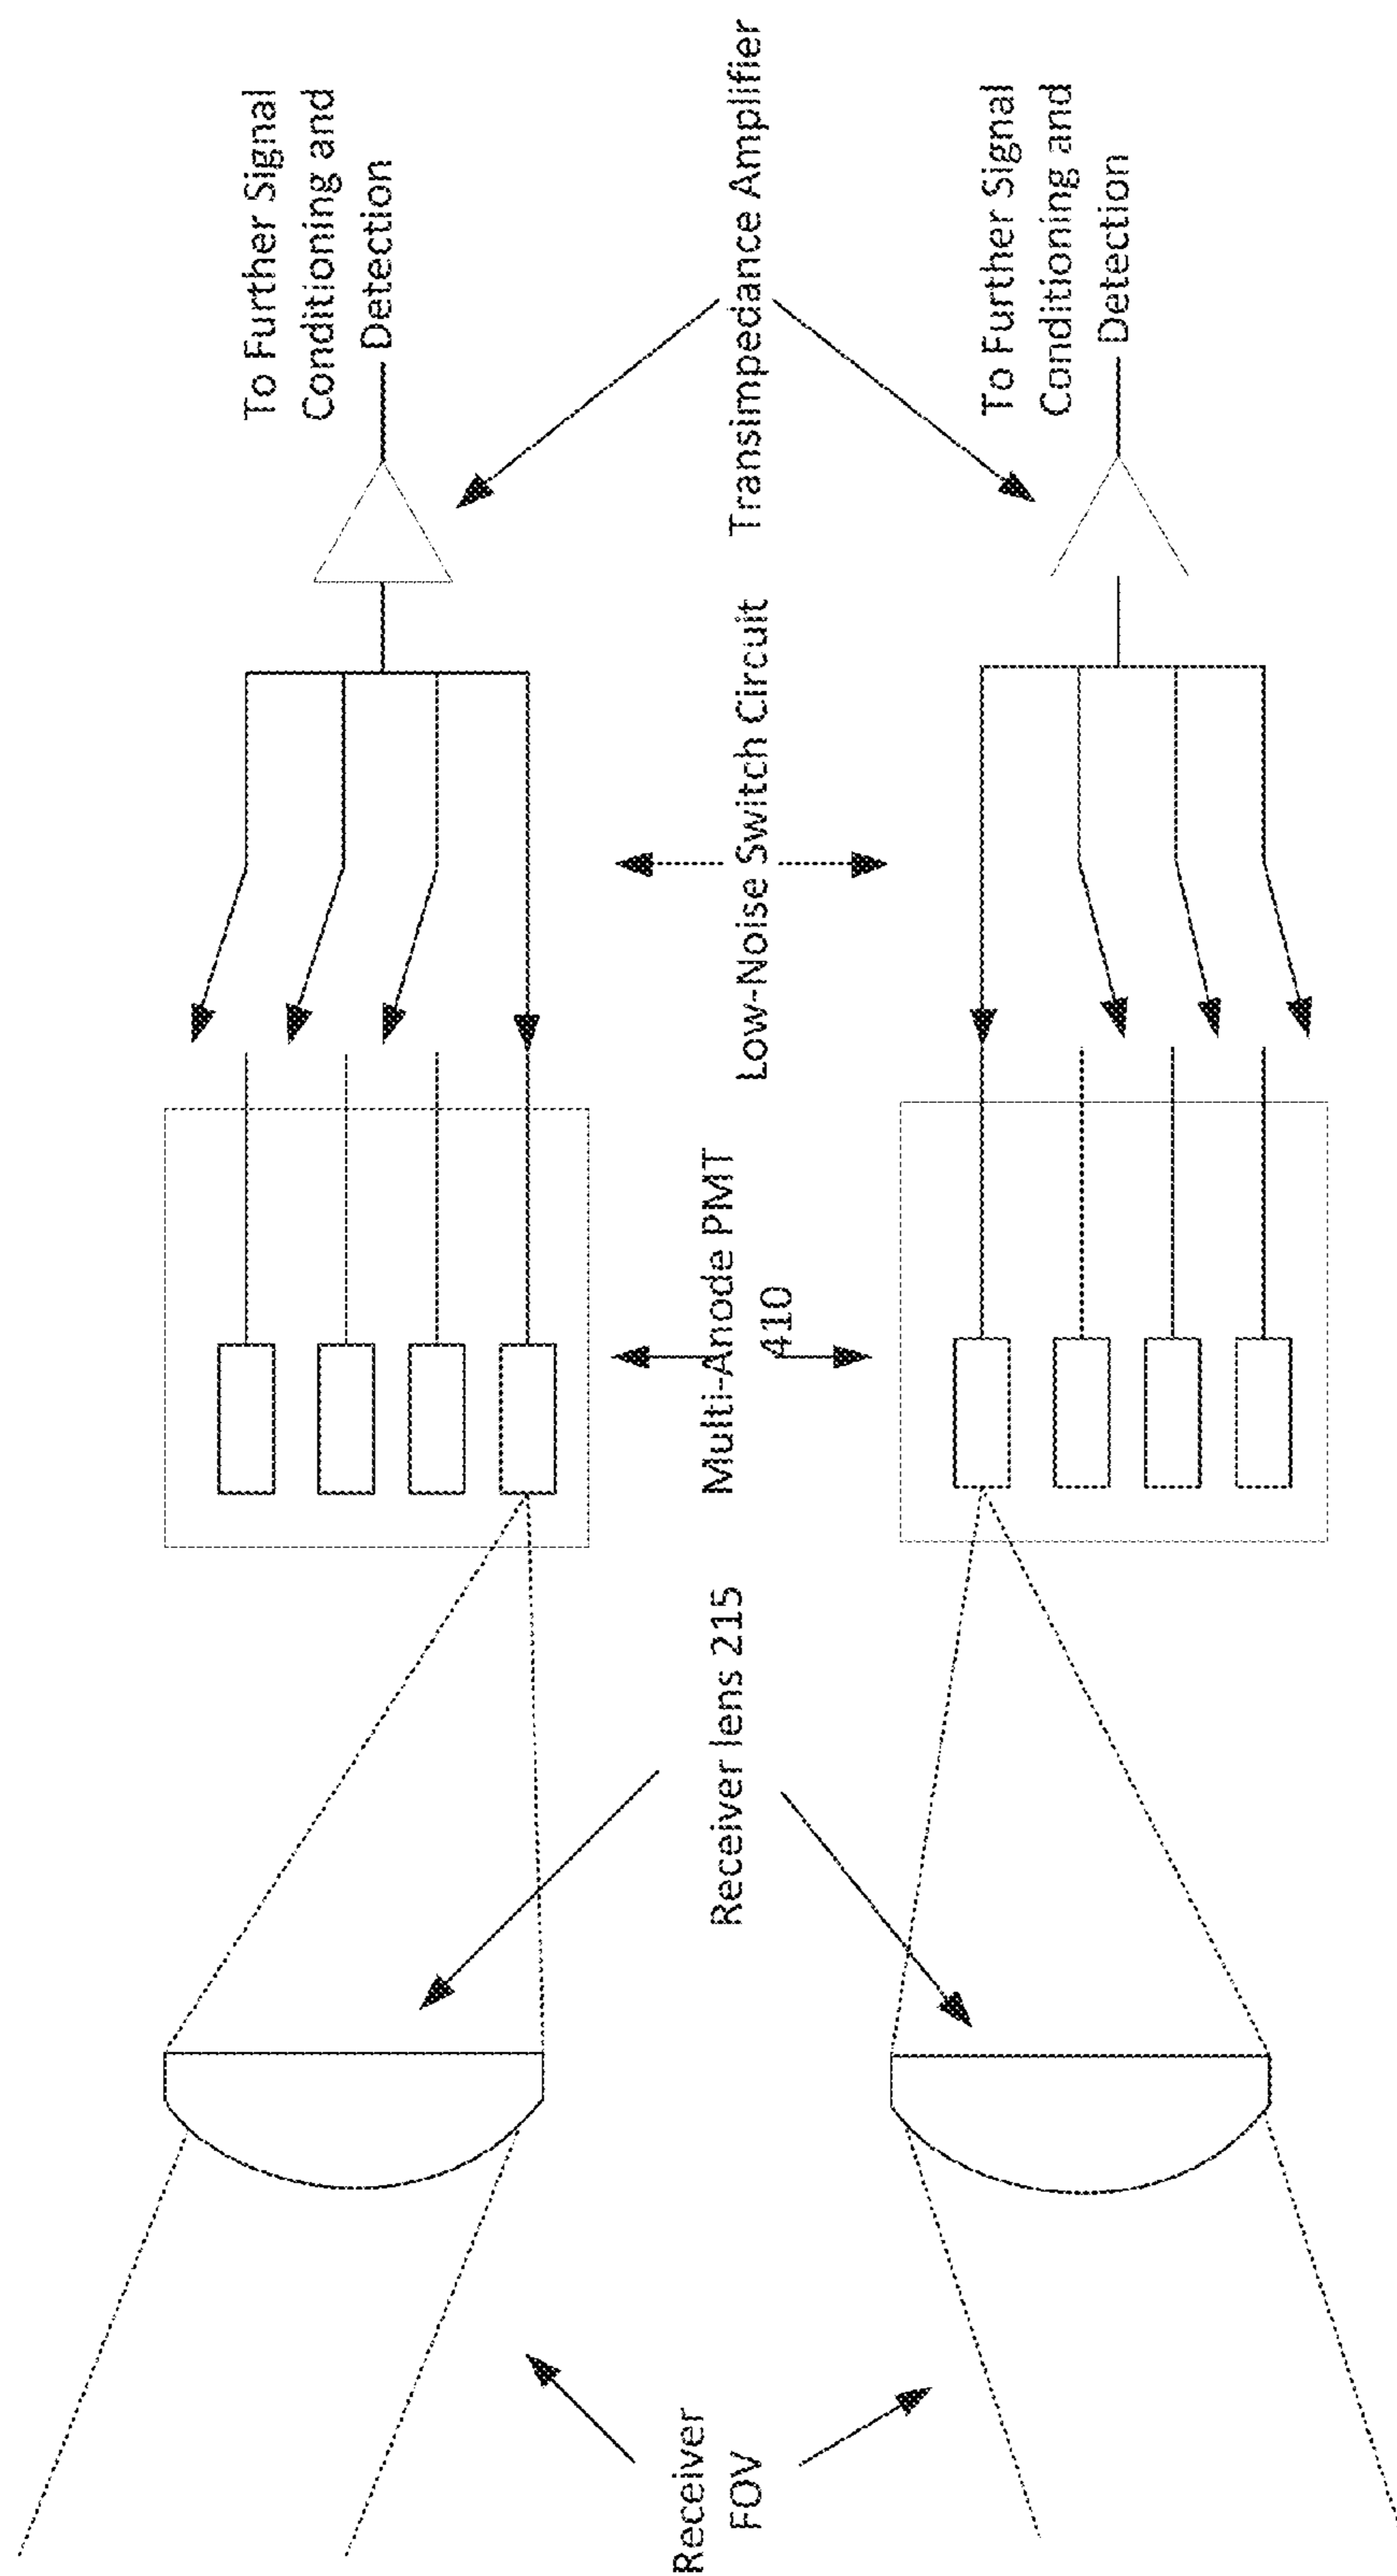 To Further Signal
Conditioning and
Detection
Transimpedance Amplifier
To Further Signal
Conditioning and
Detection
Low-Noise Switch Circuit
Multi-Anode PMT
410
Receiver lens 215
Receiver
FOV